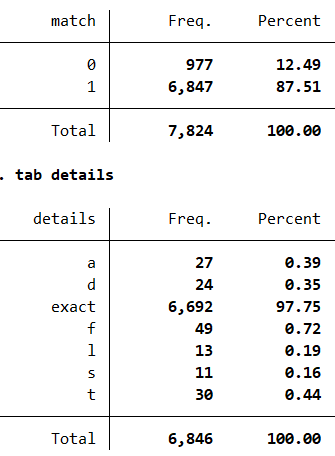 match Freq. Percent
0 977 12.49
1 6,847 87.51
Total 7,824 100.00
. tab details
details Freq. Percent
a 27 0.39
d 24 0.35
exact 6,692 97.75
f 49 0.72
l 13 0.19
s 11 0.16
t 30 0.44
Total 6,846 100.00